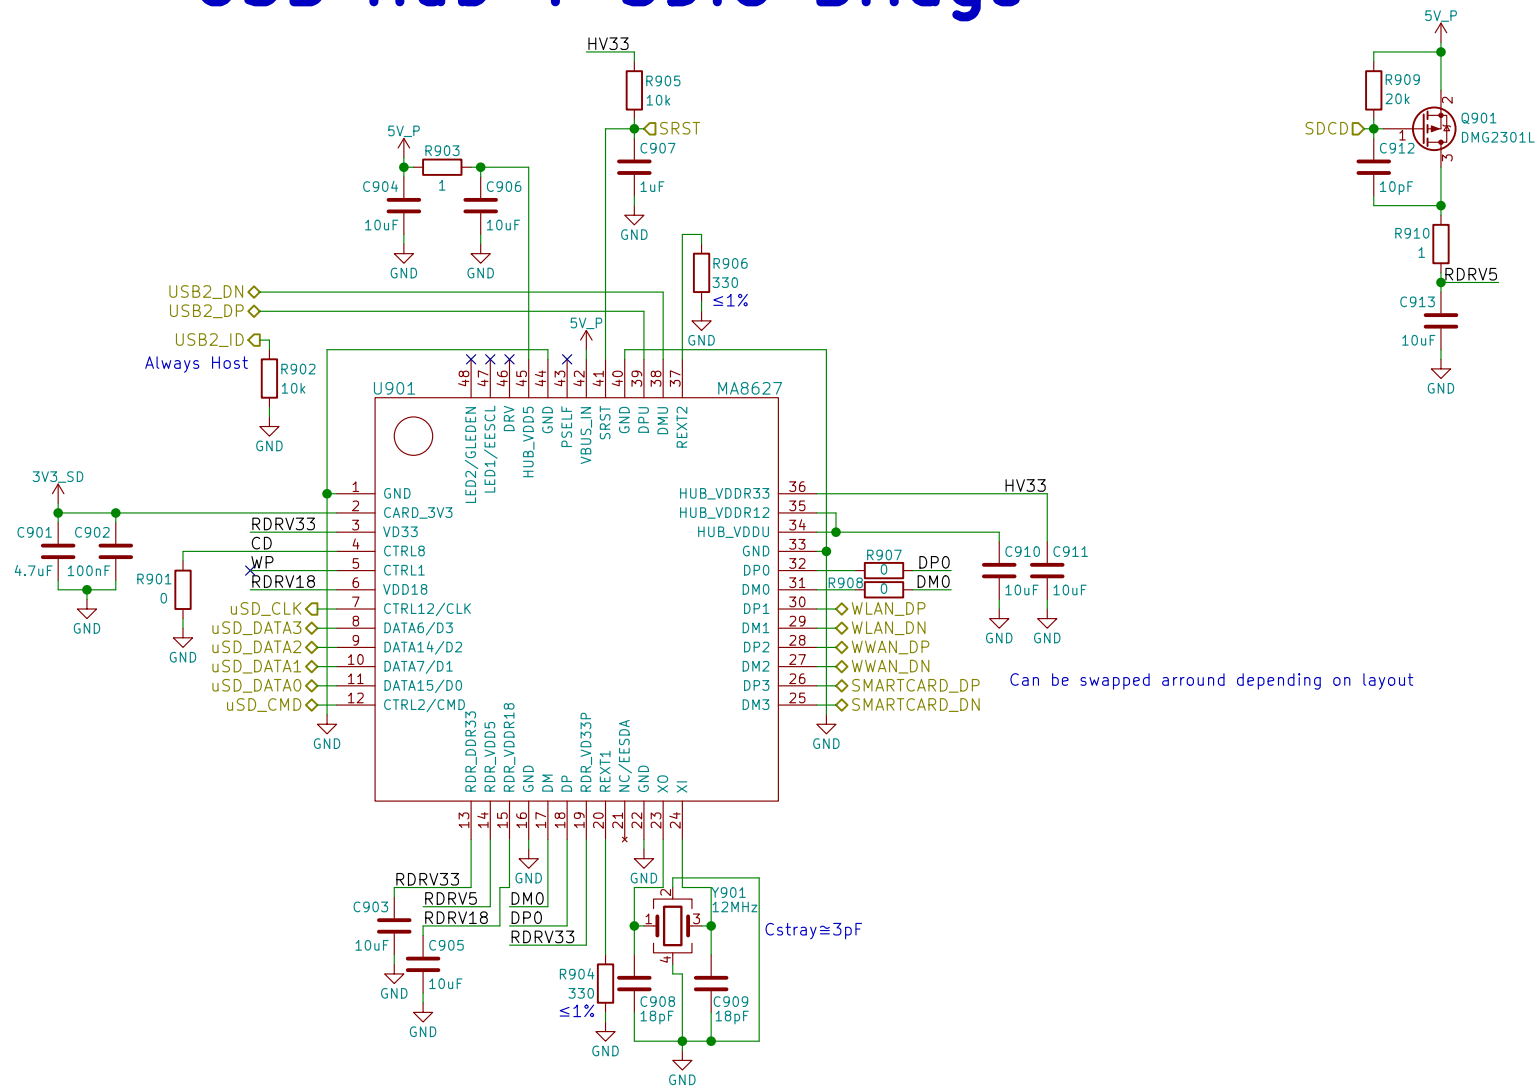 USB Hub + SDIO Bridge
5V_P
HV33
R905
10k
SRST
C907
1uF
GND
5V_P
R903
1
C904
10uF
GND
C906
10uF
GND
R906
330
≤1%
GND
R909
20k
SDCD
1
2
3
Q901
DMG2301L
C912
10pF
R910
1
RDRV5
C913
10uF
GND
USB2_DN
USB2_DP
USB2_ID
Always Host
R902
10k
GND
5V_P
U901
MA8627
48
47
46
45
44
43
42
41
40
39
38
37
LED2/GLEDEN
LED1/EESCL
DRV
HUB_VDD5
GND
PSELF
VBUS_IN
SRST
GND
DPU
DMU
REXT2
3V3_SD
C901
4.7uF
C902
100nF
GND
RDRV33
CD
WP
RDRV18
R901
0
GND
uSD_CLK
uSD_DATA3
uSD_DATA2
uSD_DATA1
uSD_DATA0
uSD_CMD
GND
1 GND
2 CARD_3V3
3 VD33
4 CTRL8
5 CTRL1
6 VDD18
7 CTRL12/CLK
8 DATA6/D3
9 DATA14/D2
10 DATA7/D1
11 DATA15/D0
12 CTRL2/CMD
HUB_VDDR33 36
HUB_VDDR12 35
HUB_VDDU 34
GND 33
DP0 32
DM0 31
DP1 30
DM1 29
DP2 28
DM2 27
DP3 26
DM3 25
HV33
R907
0
DP0
R908
0
DM0
WLAN_DP
WLAN_DN
WWAN_DP
WWAN_DN
SMARTCARD_DP
SMARTCARD_DN
GND
C910
10uF
GND
C911
10uF
GND
Can be swapped arround depending on layout
RDR_DDR33
RDR_VDD5
RDR_VDDR18
GND
DM
DP
RDR_VD33P
REXT1
NC/EESDA
GND
XO
XI
13
14
15
16
17
18
19
20
21
22
23
24
GND
GND
RDRV33
RDRV5
RDRV18
C903
10uF
GND
C905
10uF
GND
DM0
DP0
RDRV33
R904
330
≤1%
GND
Y901
12MHz
1
2
3
4
Cstray≅3pF
C908
18pF
C909
18pF
GND